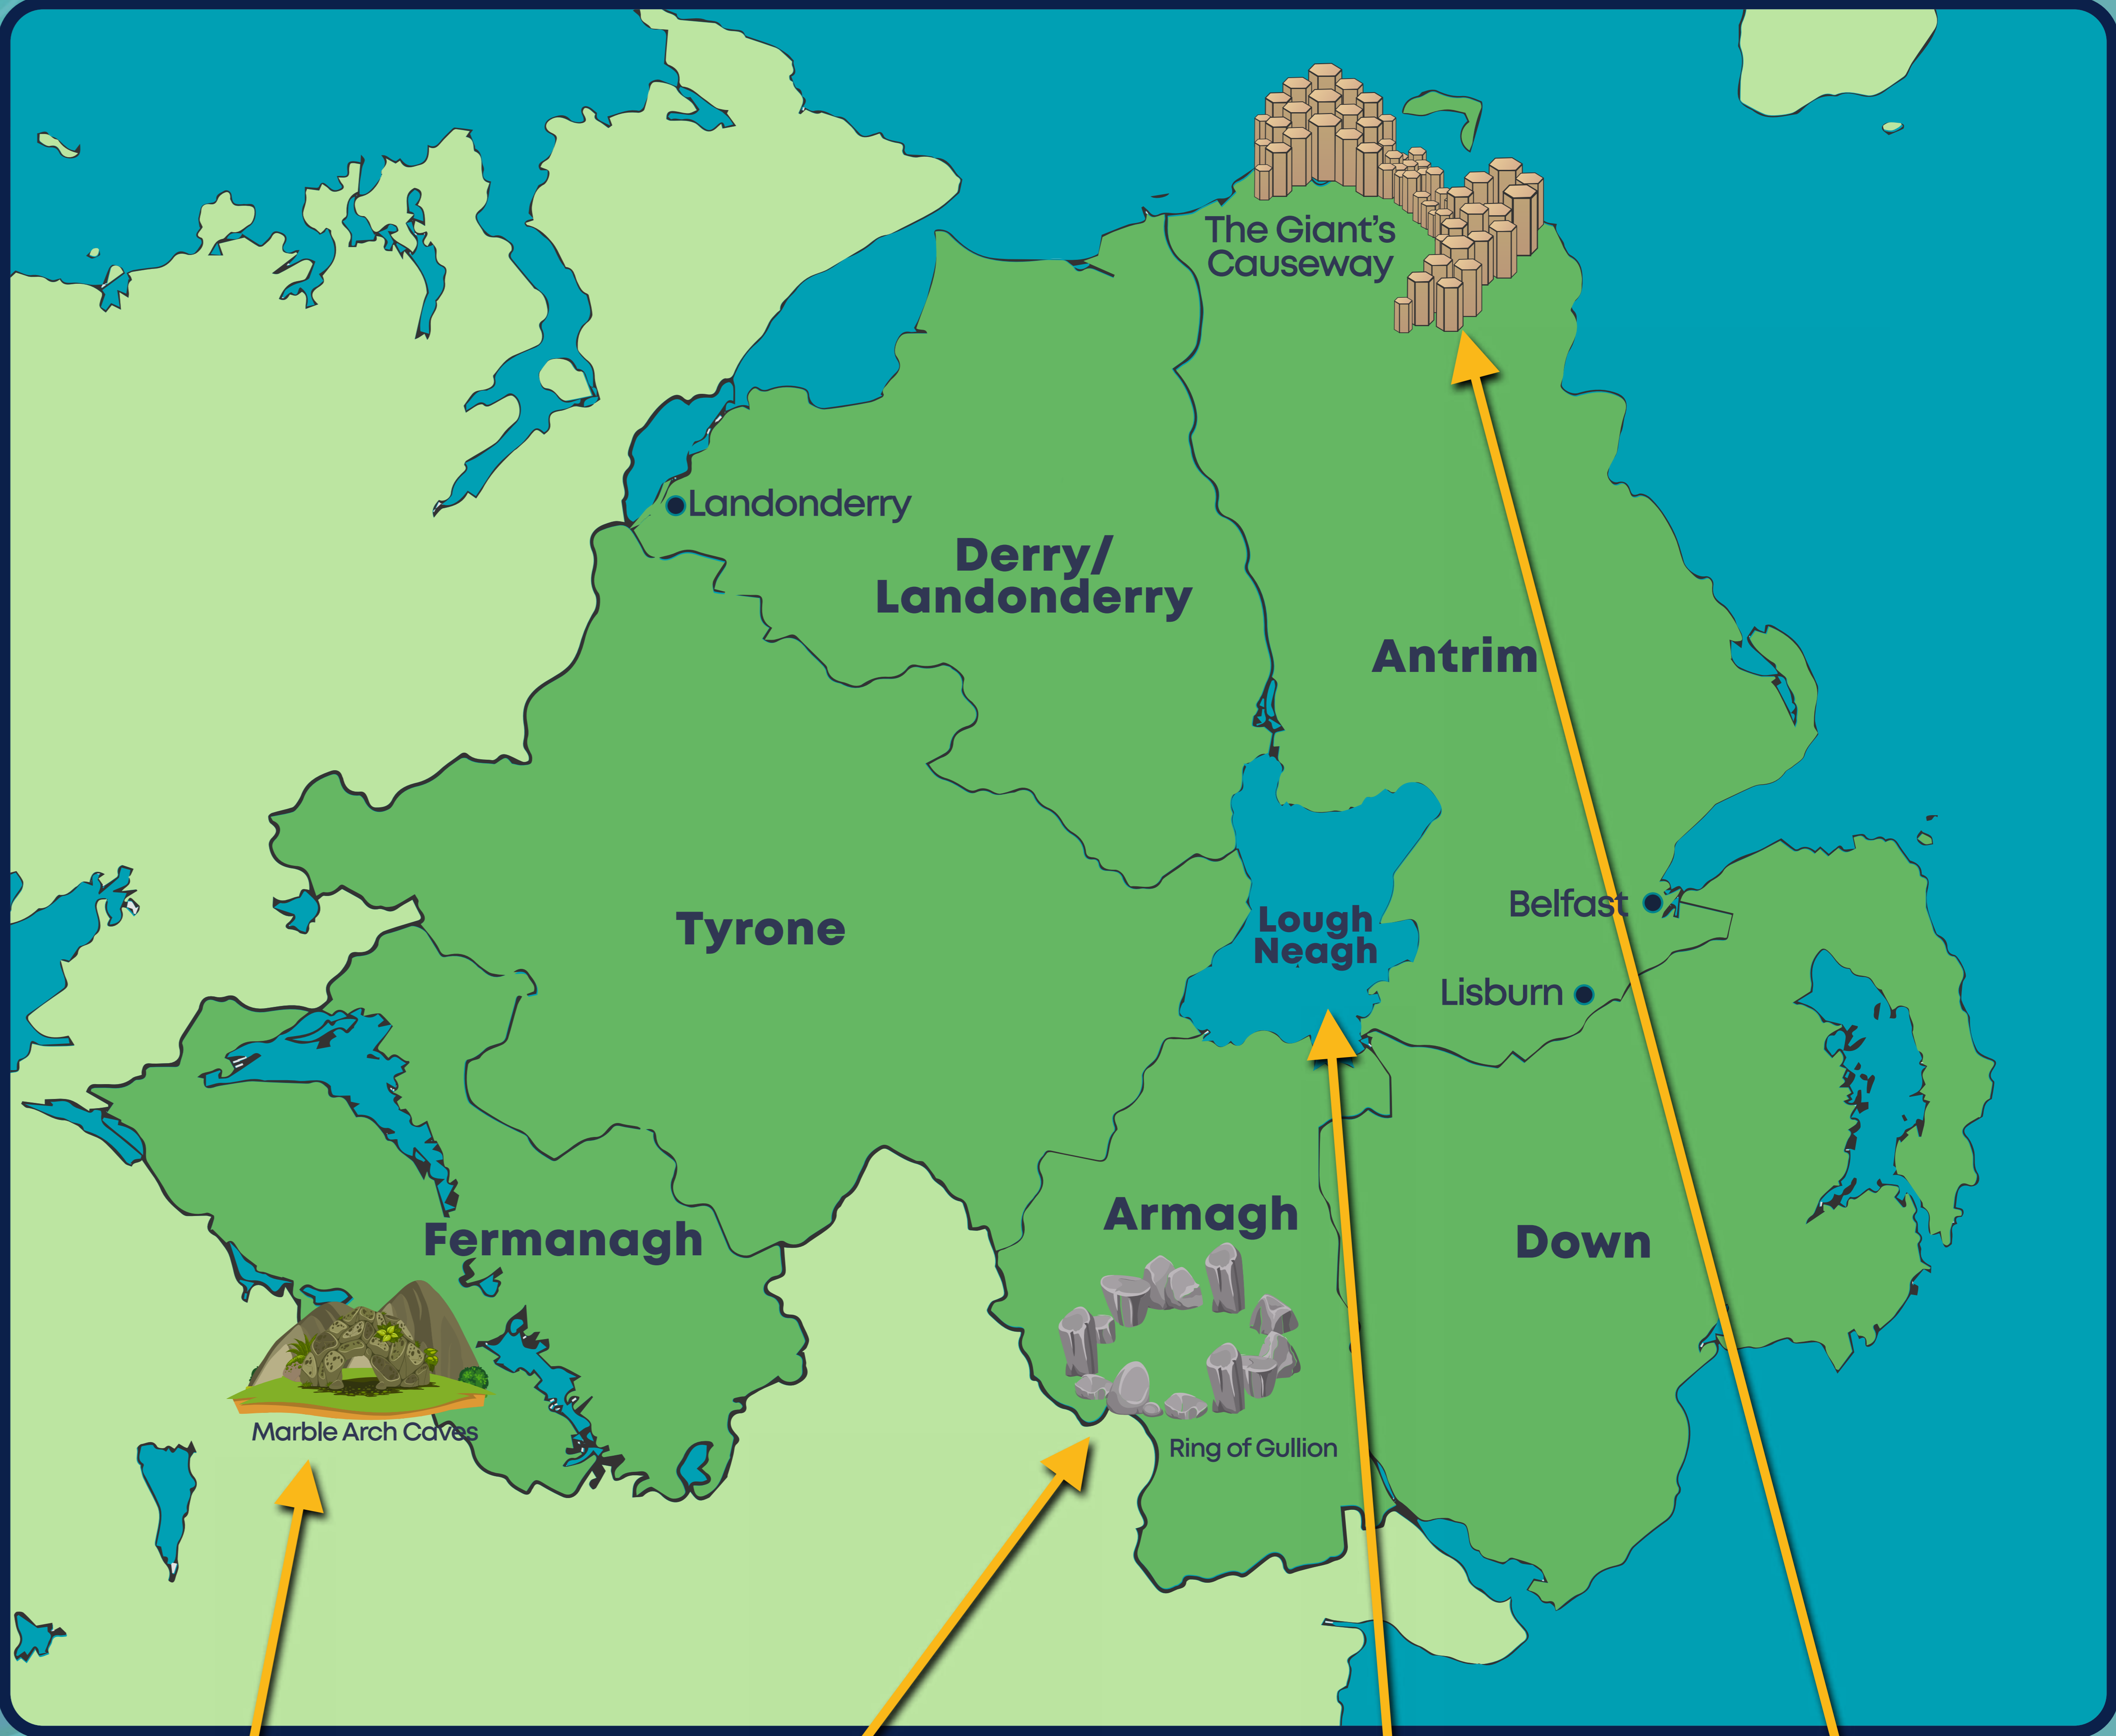 The Giant's
Causeway
Landonderry
Derry/
Landonderry
Antrim
Belfast
Tyrone
Lough
Neagh
Lisburn
Armagh
Fermanagh
Down
Marble Arch Caves
Ring of Gullion